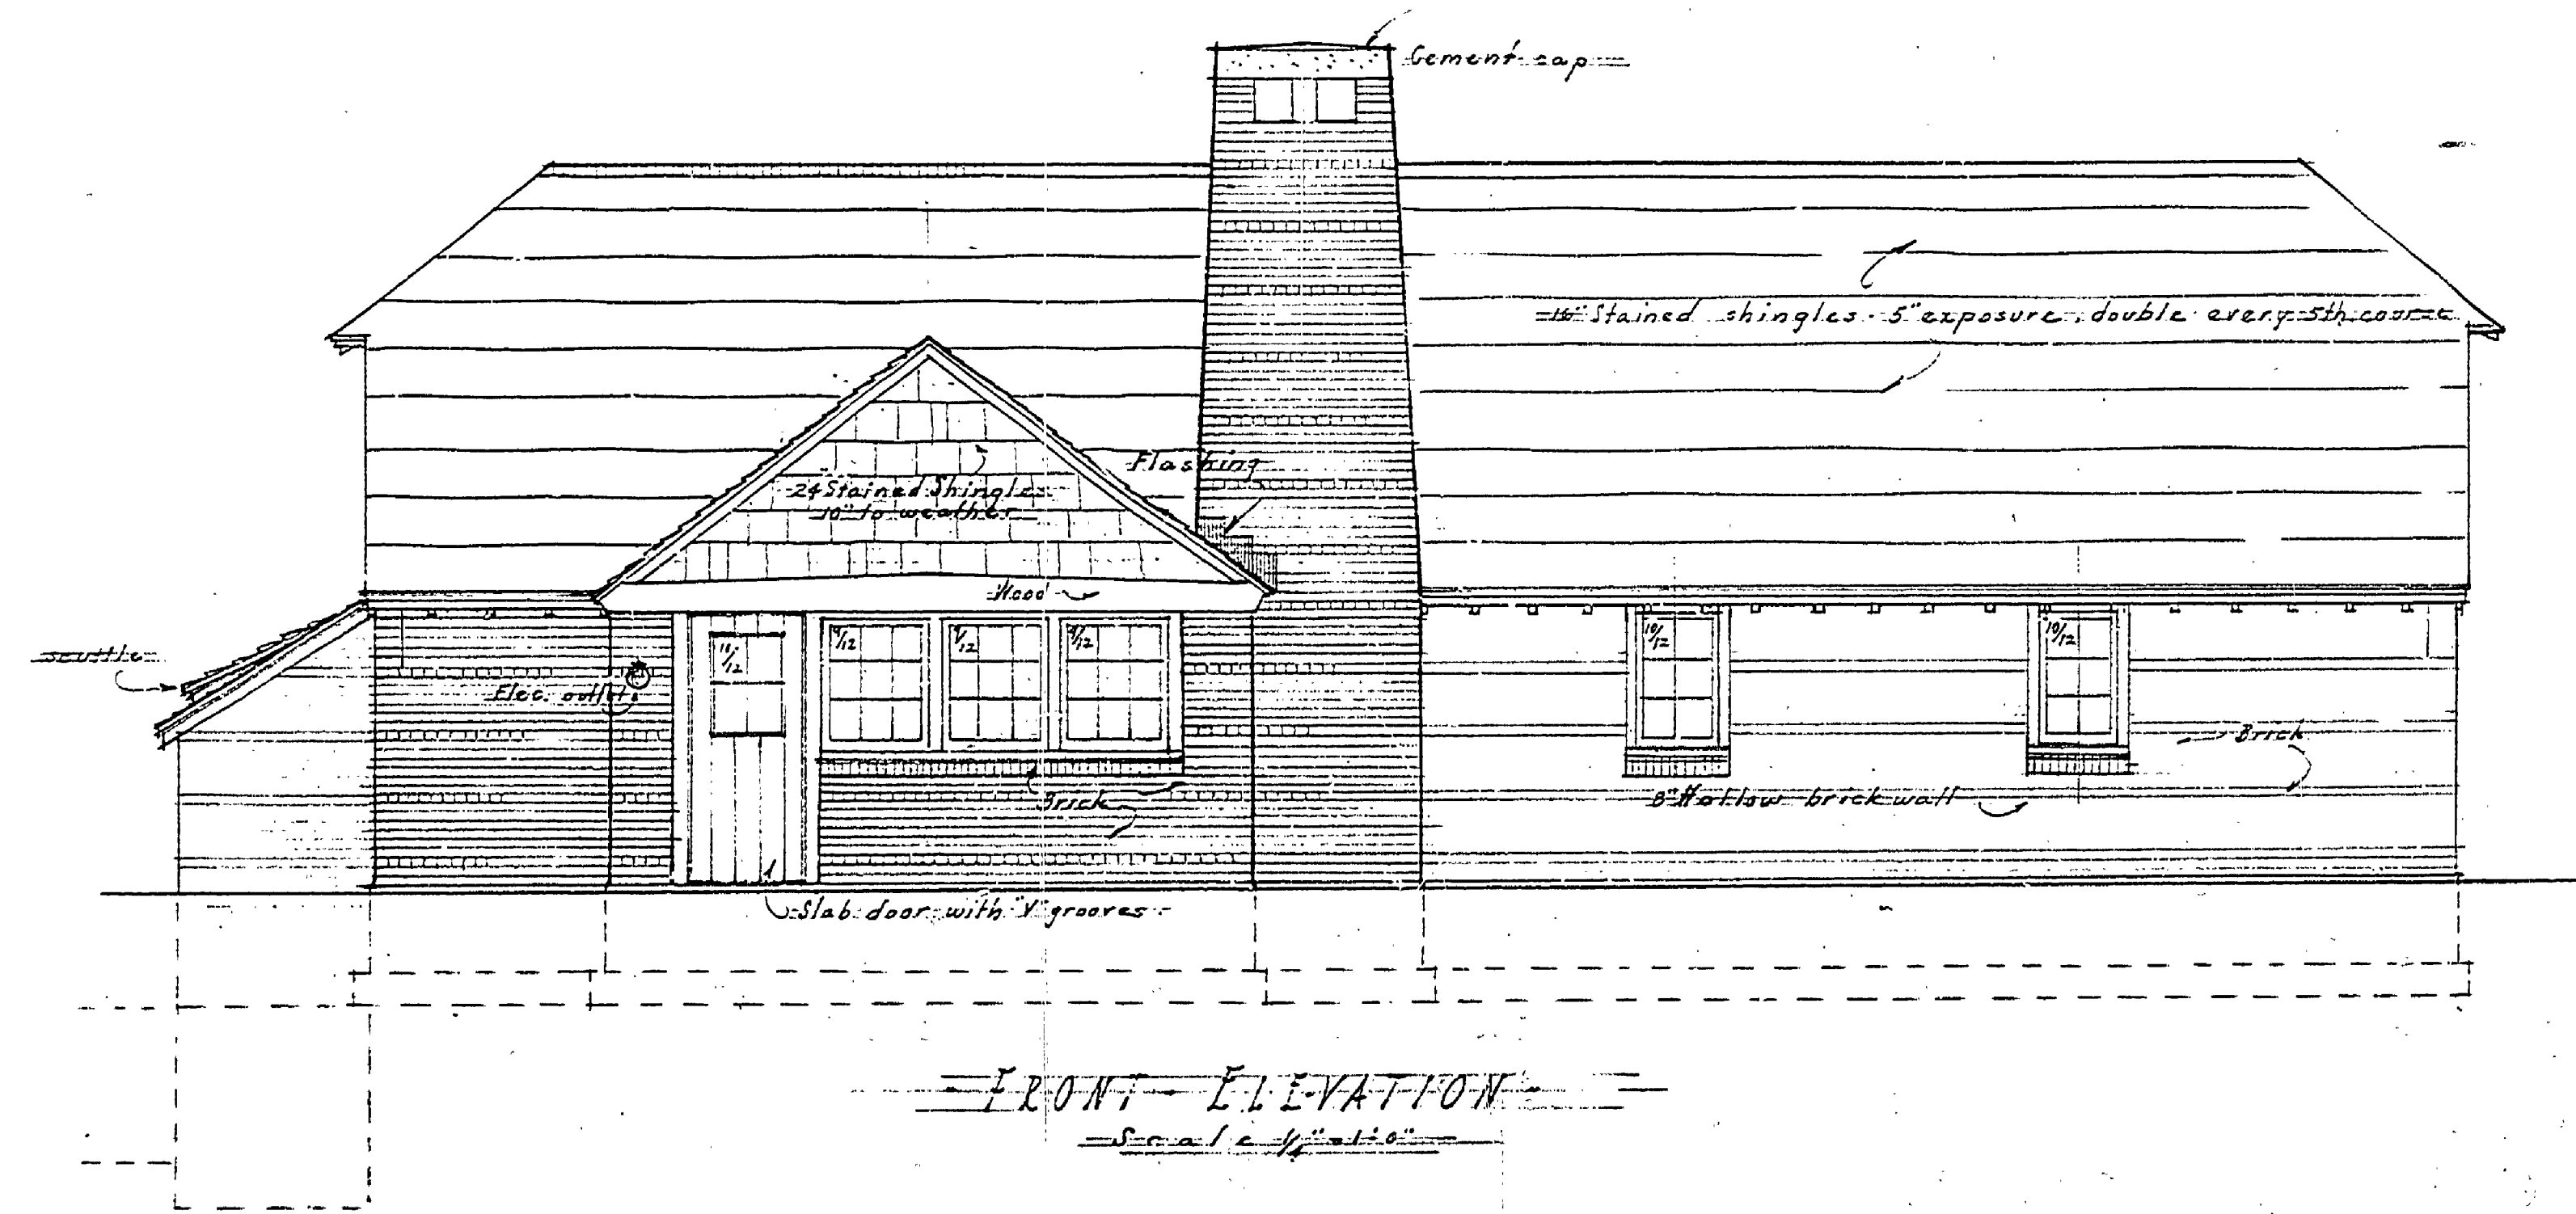 Cement cap
16" Stained shingles - 5" exposure, double every 5th course
Flashing
24" Stained Shingles
10" to weather
Wood
scuttle
Elec. outlet
11/12
9/12
9/12
9/12
10/12
10/12
Brick
Brick
8" Hollow brick wall
Slab door with "V" grooves
FRONT ELEVATION
Scale 1/4" = 1'-0"